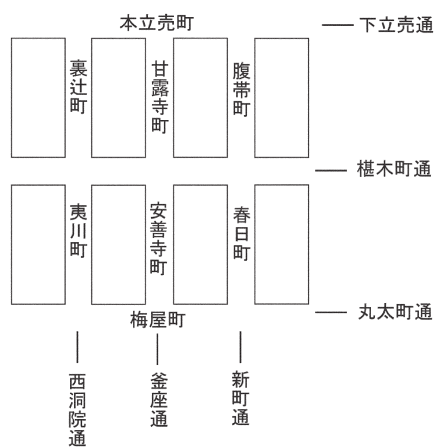 本立売町
下立売通
裏辻町
甘露寺町
腹帯町
椹木町通
夷川町
安善寺町
春日町
梅屋町
丸太町通
西洞院通
釜座通
新町通